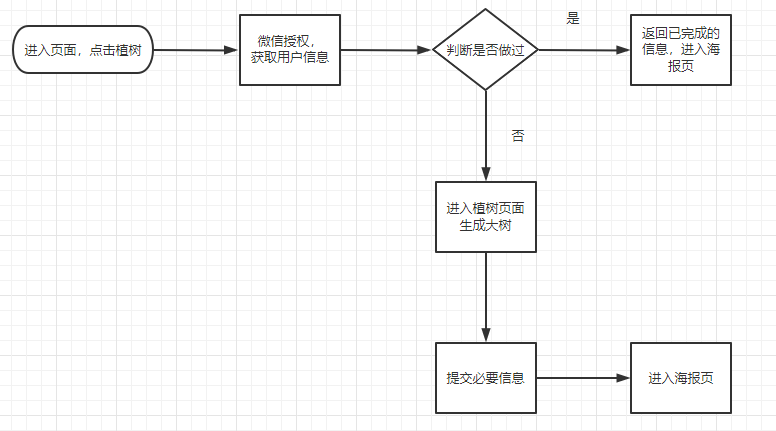 进入页面，点击植树
微信授权，
获取用户信息
判断是否做过
是
返回已完成的
信息，进入海
报页
否
进入植树页面
生成大树
提交必要信息
进入海报页